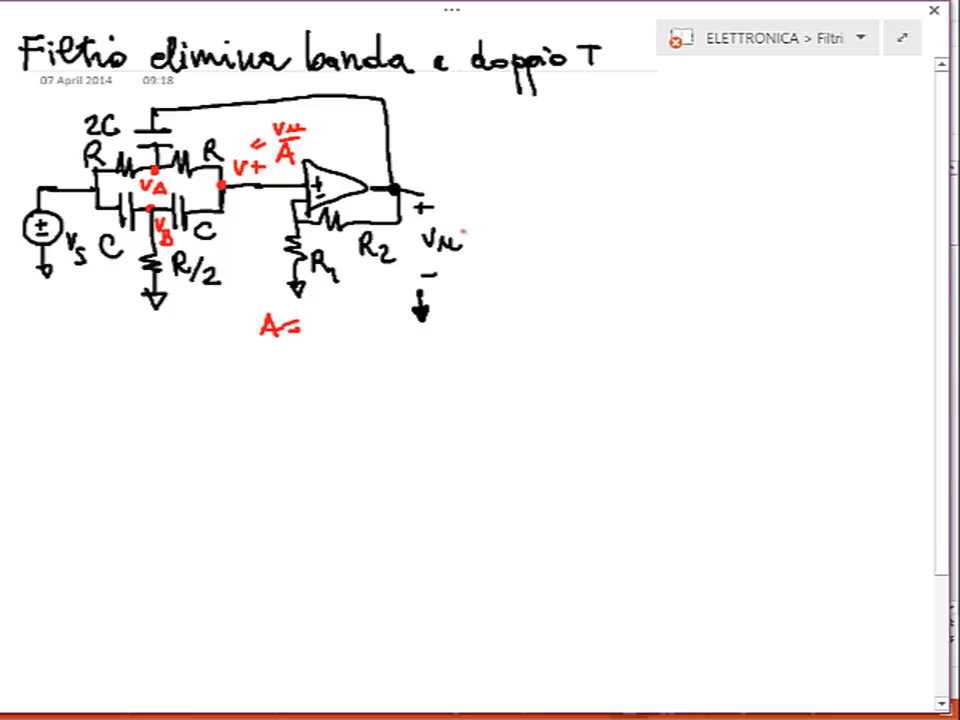 Filtro elimina banda a doppio T
ELETTRONICA > Filtri
07 April 2014 09:18
2C
R
R
V+ = Vu/A
VA
VB
+
-
+
-
Vs
C
C
R/2
R1
R2
+
Vu
-
A=